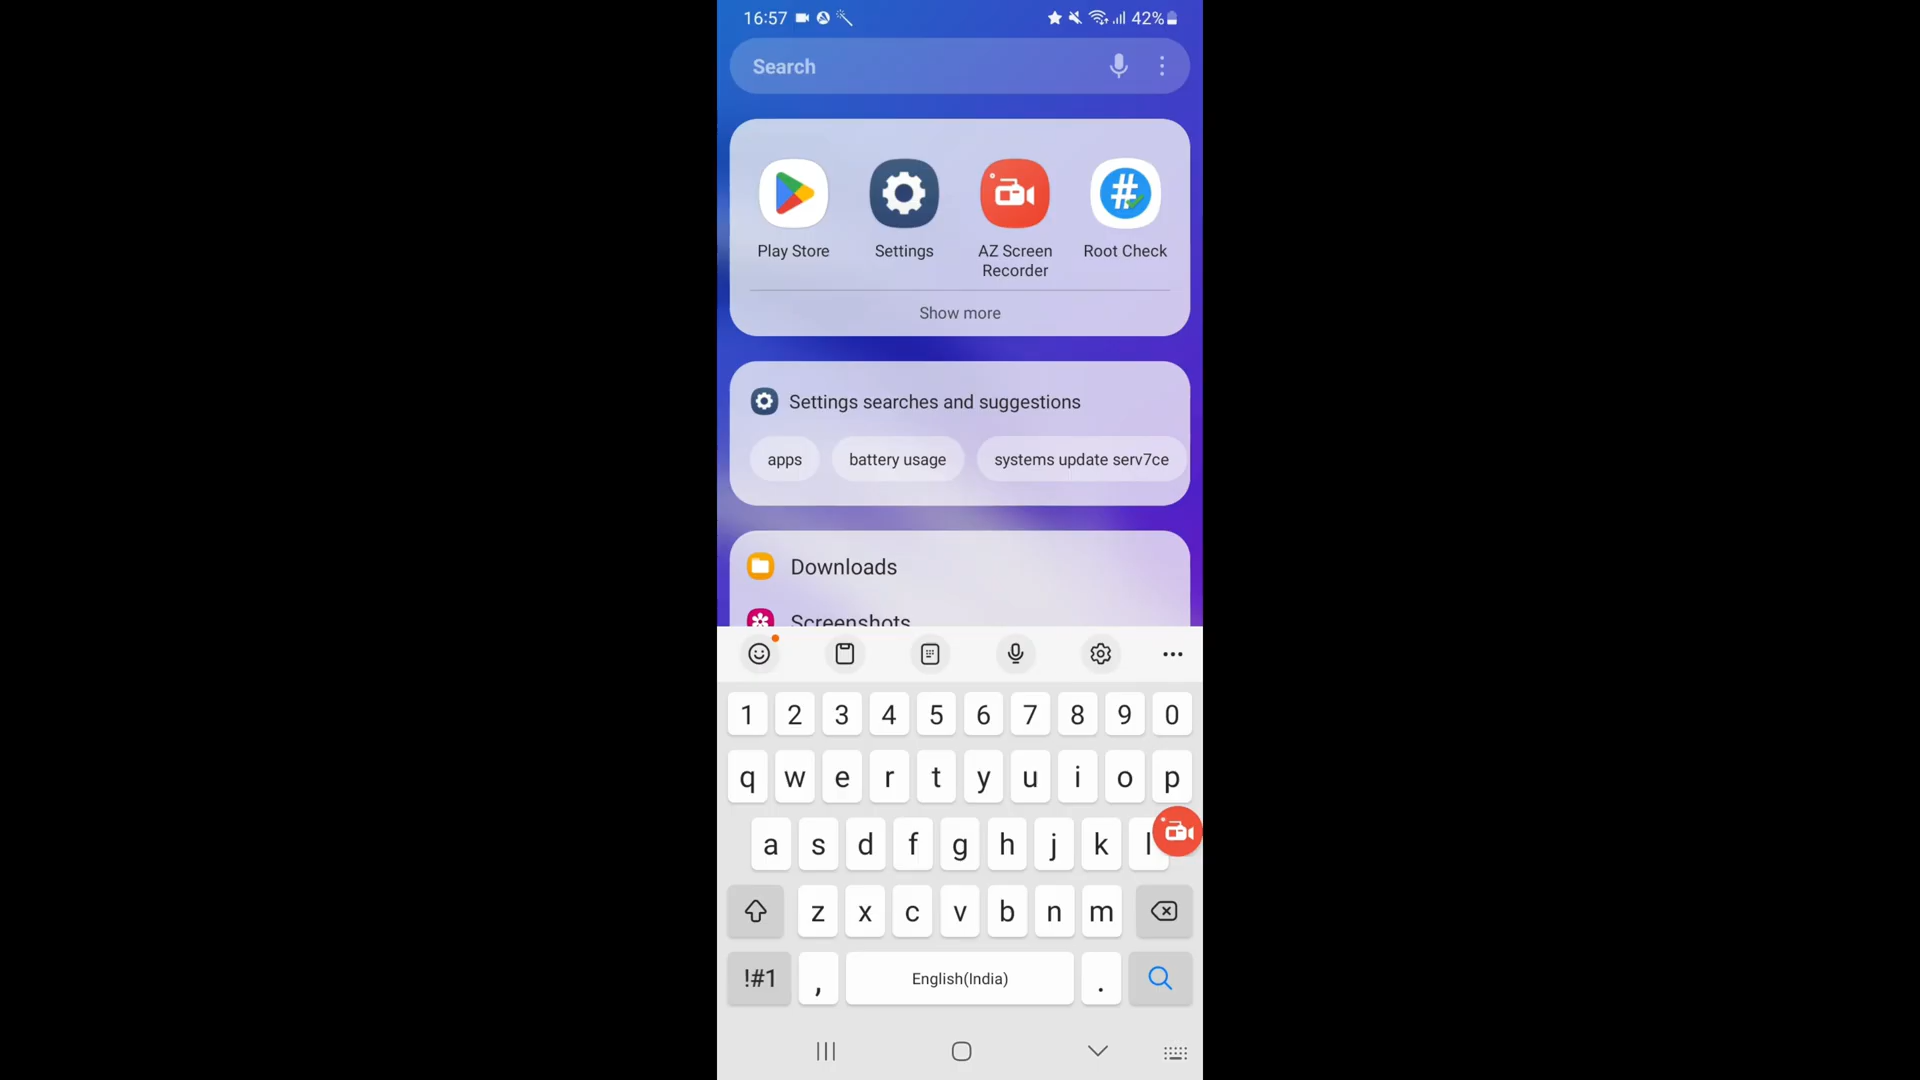 16:57 42%
Search
Play Store Settings AZ Screen Root Check
Recorder
Show more
Settings searches and suggestions
apps battery usage systems update serv7ce
Downloads
Screenshots
1 2 3 4 5 6 7 8 9 0
q w e r t y u i o p
a s d f g h j k l
z x c v b n m
!#1 , English(India) .